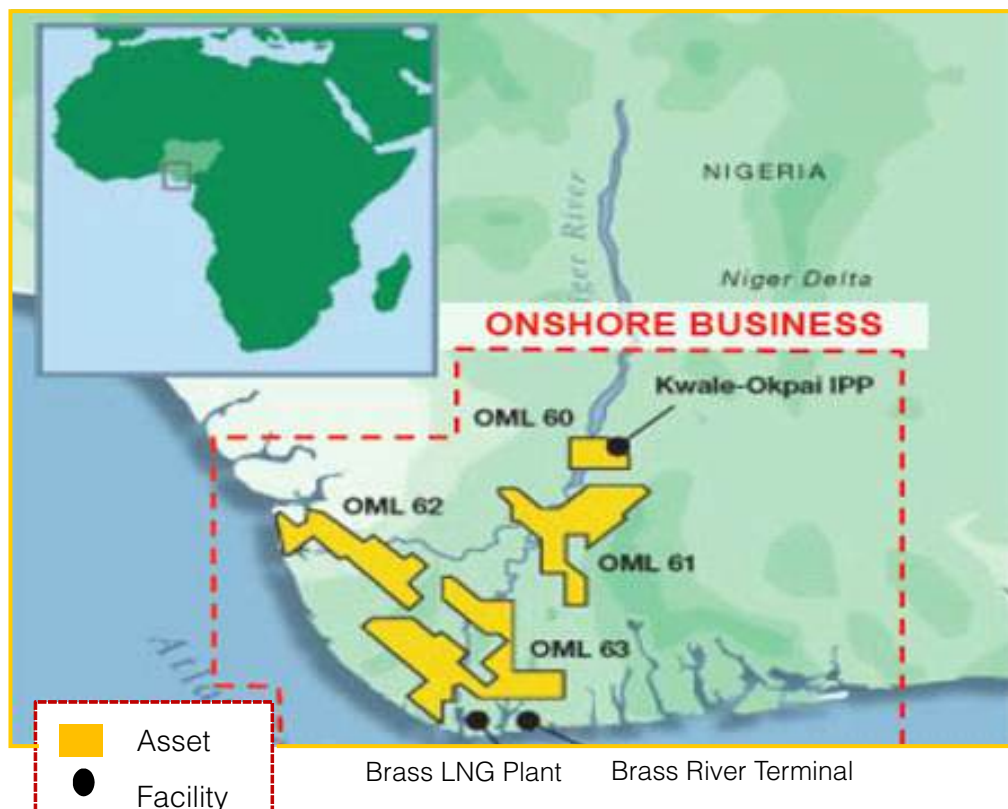 NIGERIA
Niger River
Niger Delta
ONSHORE BUSINESS
Kwale-Okpai IPP
OML 60
OML 62
OML 61
OML 63
Asset
Facility
Brass LNG Plant
Brass River Terminal